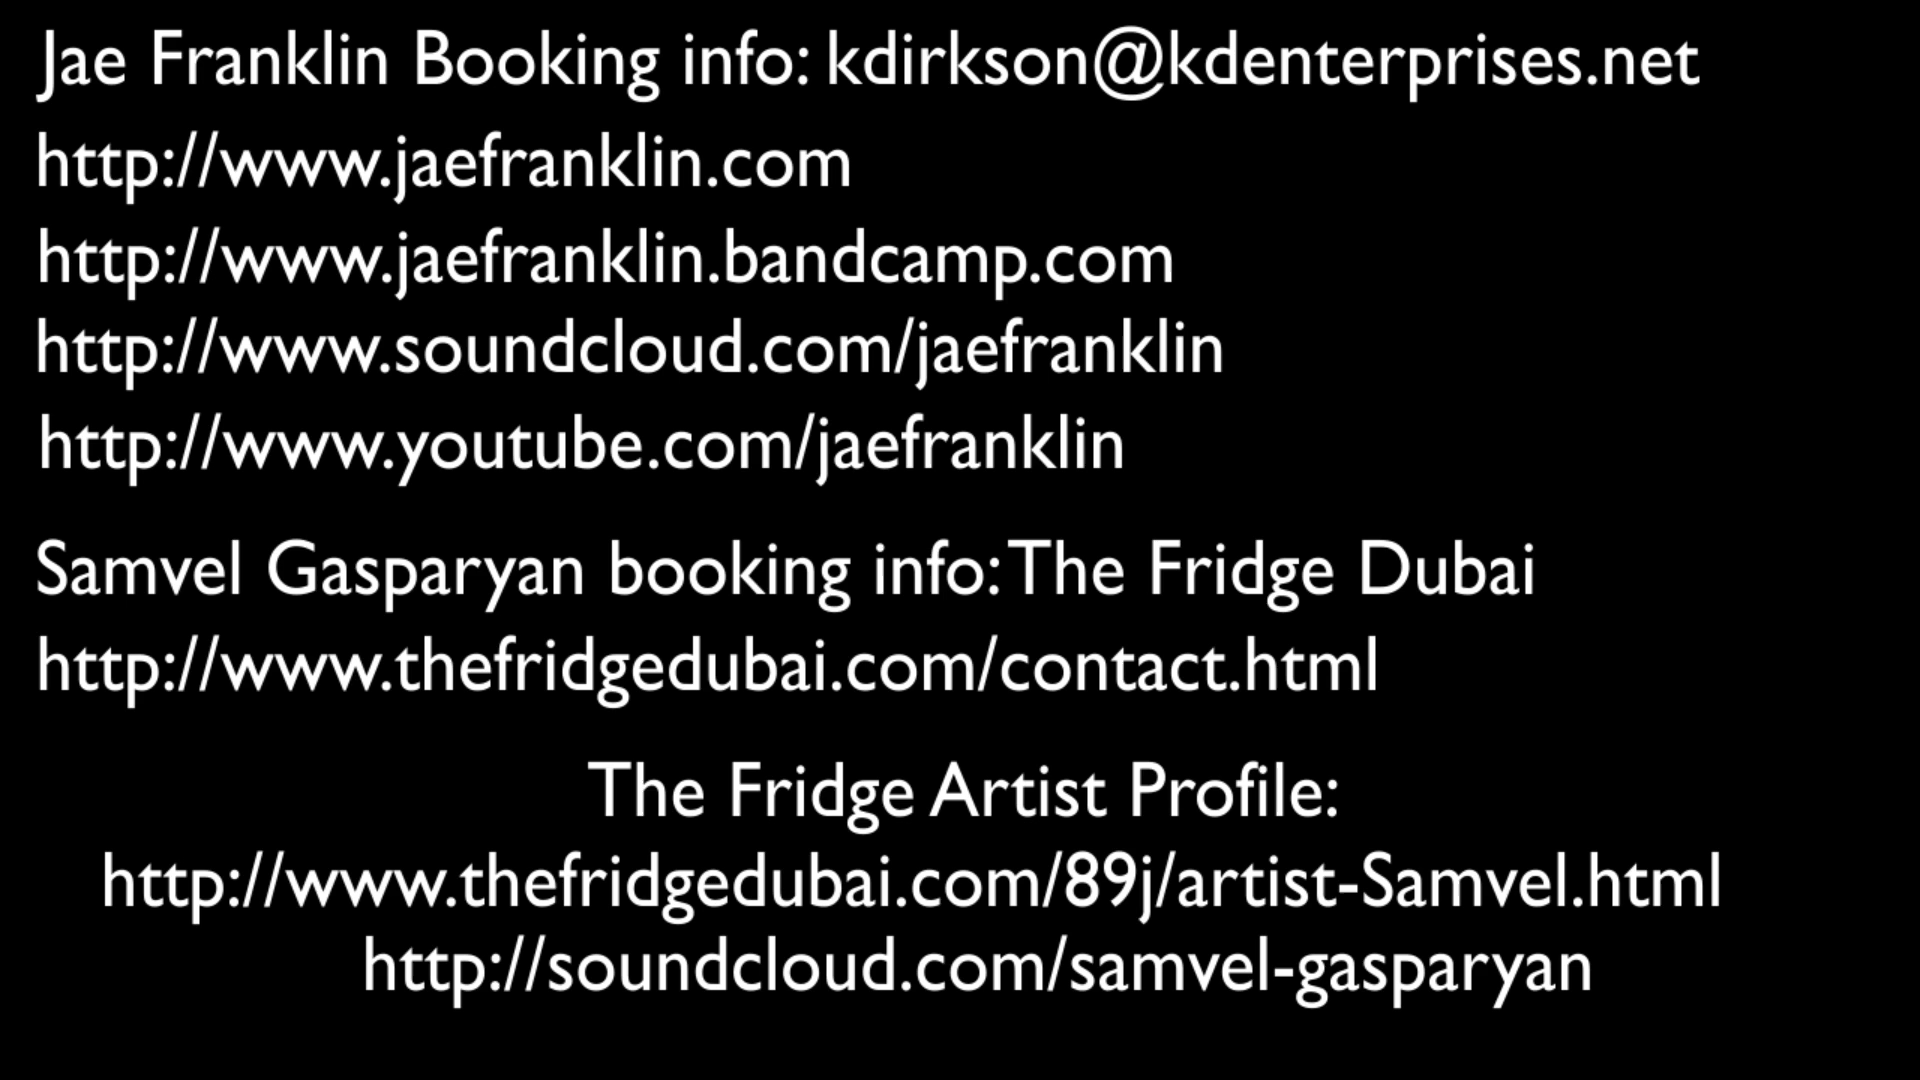 Jae Franklin Booking info: kdirkson@kdenterprises.net
http://www.jaefranklin.com
http://www.jaefranklin.bandcamp.com
http://www.soundcloud.com/jaefranklin
http://www.youtube.com/jaefranklin
Samvel Gasparyan booking info: The Fridge Dubai
http://www.thefridgedubai.com/contact.html
The Fridge Artist Profile:
http://www.thefridgedubai.com/89j/artist-Samvel.html
http://soundcloud.com/samvel-gasparyan